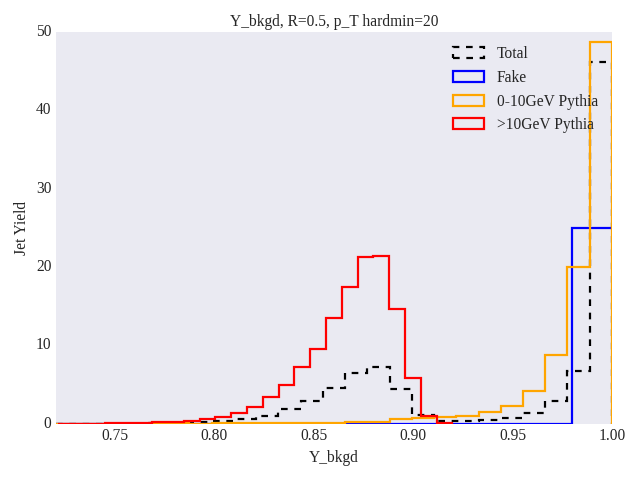 Y_bkgd, R=0.5, p_T hardmin=20
Total
Fake
0-10GeV Pythia
>10GeV Pythia
Jet Yield
50
40
30
20
10
0
0.75 0.80 0.85 0.90 0.95 1.00
Y_bkgd